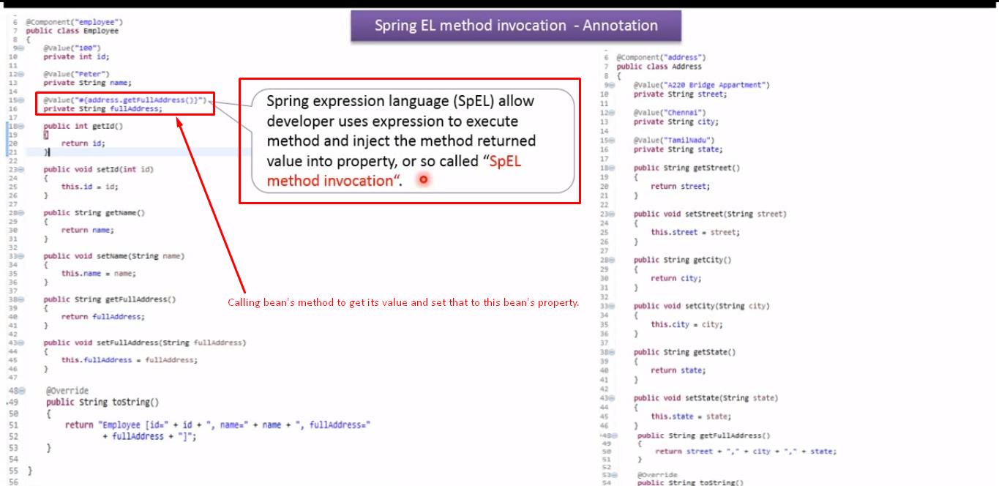 Spring EL method invocation - Annotation
6 @Component("employee")
7 public class Employee
8 {
9 @Value("100")
10 private int id;
11
12 @Value("Peter")
13 private String name;
14
15 @Value("#{address.getFullAddress()}")
16 private String fullAddress;
17
18 public int getId()
19 {
20 return id;
21 }
22
23 public void setId(int id)
24 {
25 this.id = id;
26 }
27
28 public String getName()
29 {
30 return name;
31 }
32
33 public void setName(String name)
34 {
35 this.name = name;
36 }
37
38 public String getFullAddress()
39 {
40 return fullAddress;
41 }
42
43 public void setFullAddress(String fullAddress)
44 {
45 this.fullAddress = fullAddress;
46 }
47
48 @Override
49 public String toString()
50 {
51 return "Employee [id=" + id + ", name=" + name + ", fullAddress="
52 + fullAddress + "]";
53 }
54
55 }
56
Spring expression language (SpEL) allow
developer uses expression to execute
method and inject the method returned
value into property, or so called “SpEL
method invocation“.
Calling bean's method to get its value and set that to this bean's property.
6 @Component("address")
7 public class Address
8 {
9 @Value("A220 Bridge Appartment")
10 private String street;
11
12 @Value("Chennai")
13 private String city;
14
15 @Value("TamilNadu")
16 private String state;
17
18 public String getStreet()
19 {
20 return street;
21 }
22
23 public void setStreet(String street)
24 {
25 this.street = street;
26 }
27
28 public String getCity()
29 {
30 return city;
31 }
32
33 public void setCity(String city)
34 {
35 this.city = city;
36 }
37
38 public String getState()
39 {
40 return state;
41 }
42
43 public void setState(String state)
44 {
45 this.state = state;
46 }
48 public String getFullAddress()
49 {
50 return street + "," + city + "," + state;
51 }
52
53 @Override
54 public String toString()